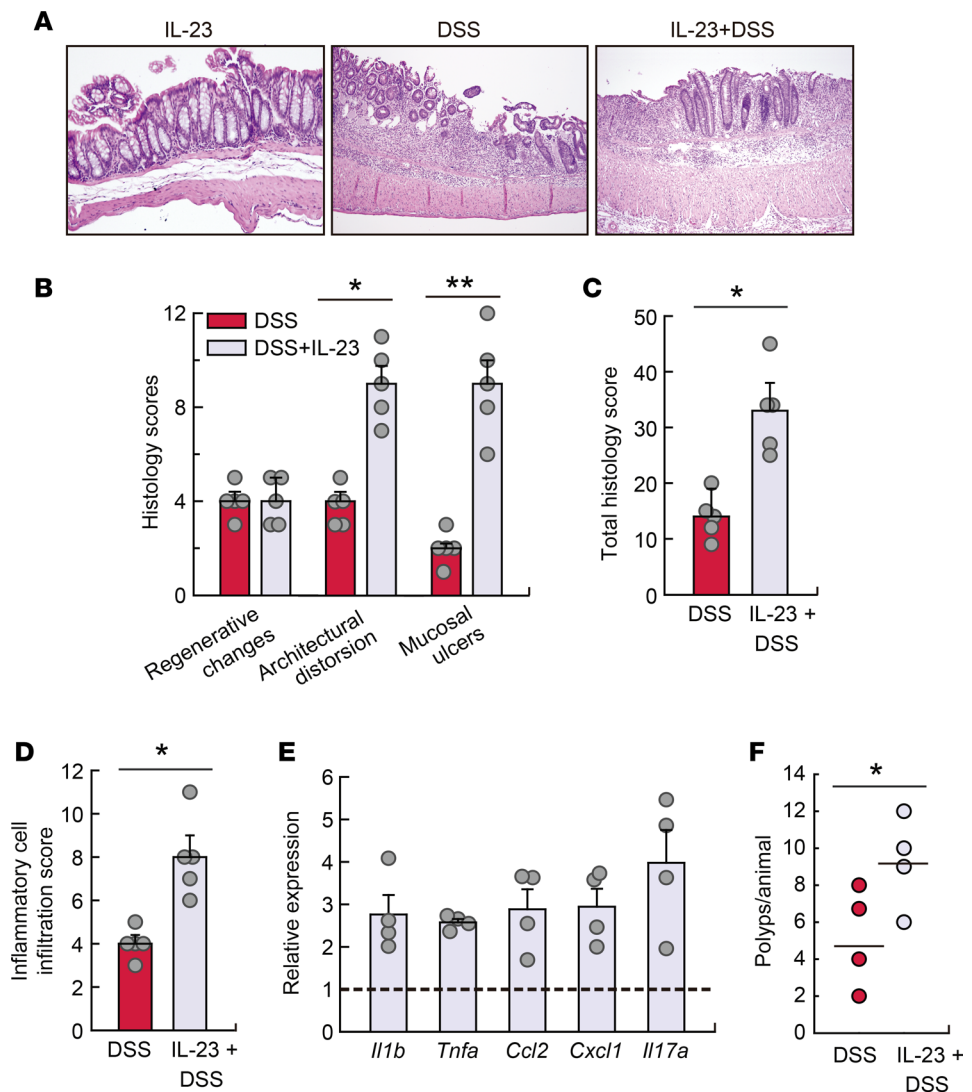 A
IL-23
DSS
IL-23+DSS
B
Histology scores
12
8
4
0
DSS
DSS+IL-23
*
**
Regenerative
changes
Architectural
distorsion
Mucosal
ulcers
C
Total histology score
50
40
30
20
10
0
*
DSS
IL-23 +
DSS
D
Inflammatory cell
infiltration score
12
10
8
6
4
2
0
*
DSS
IL-23 +
DSS
E
Relative expression
6
5
4
3
2
1
0
Il1b
Tnfa
Ccl2
Cxcl1
Il17a
F
Polyps/animal
14
12
10
8
6
4
2
0
*
DSS
IL-23 +
DSS